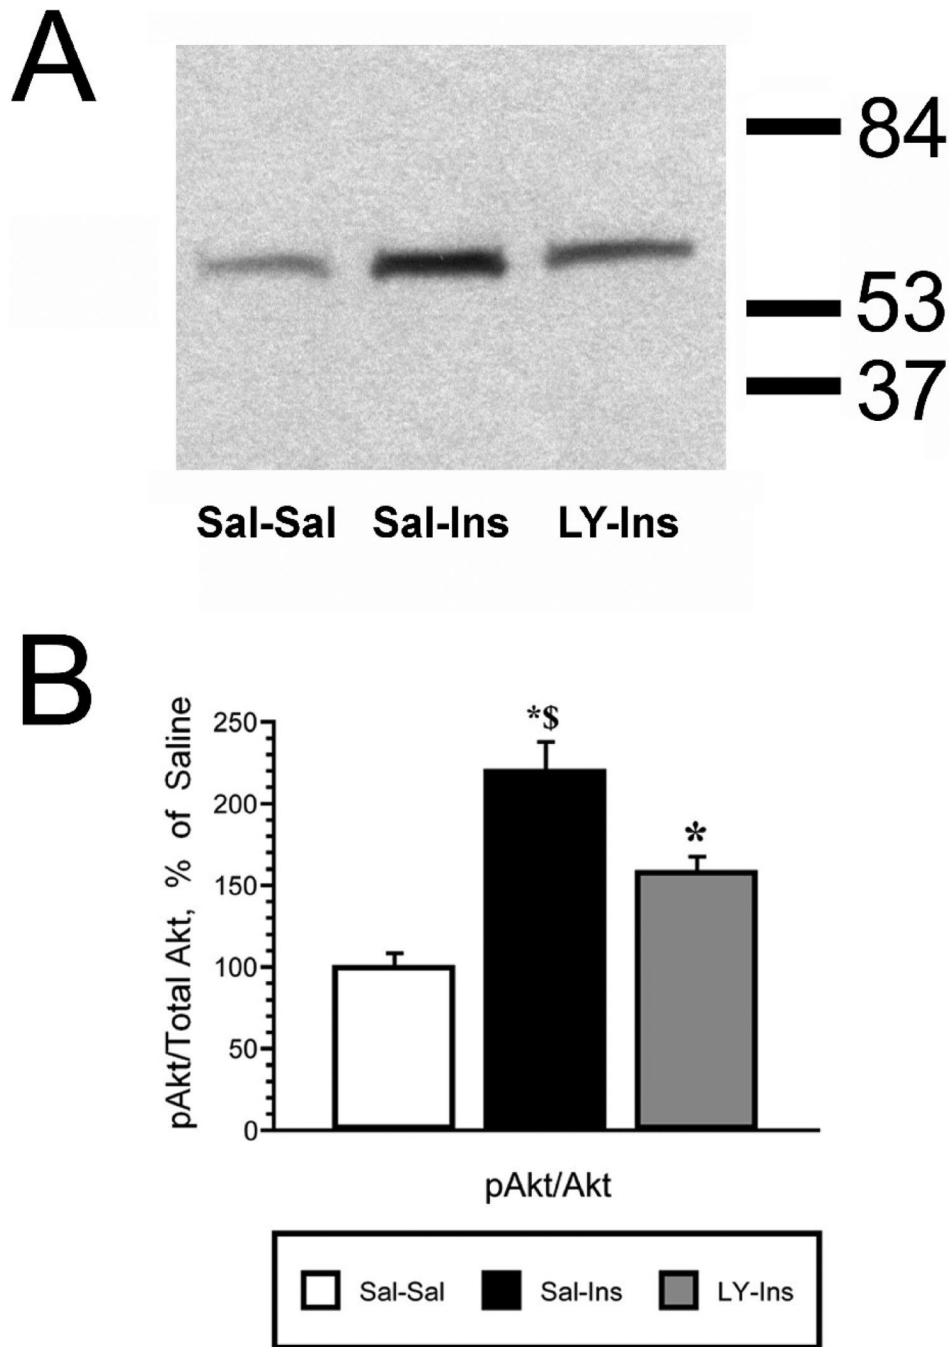 A
84
53
37
Sal-Sal Sal-Ins LY-Ins
B
pAkt/Total Akt, % of Saline
250
200
150
100
50
0
*$
*
pAkt/Akt
Sal-Sal Sal-Ins LY-Ins